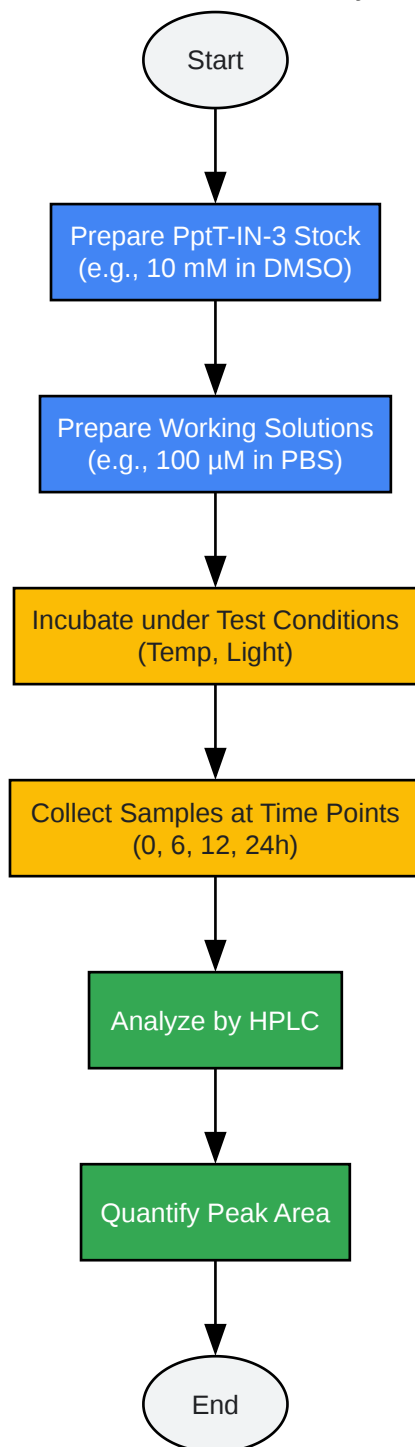 Start
Prepare PptT-IN-3 Stock
(e.g., 10 mM in DMSO)
Prepare Working Solutions
(e.g., 100 µM in PBS)
Incubate under Test Conditions
(Temp, Light)
Collect Samples at Time Points
(0, 6, 12, 24h)
Analyze by HPLC
Quantify Peak Area
End